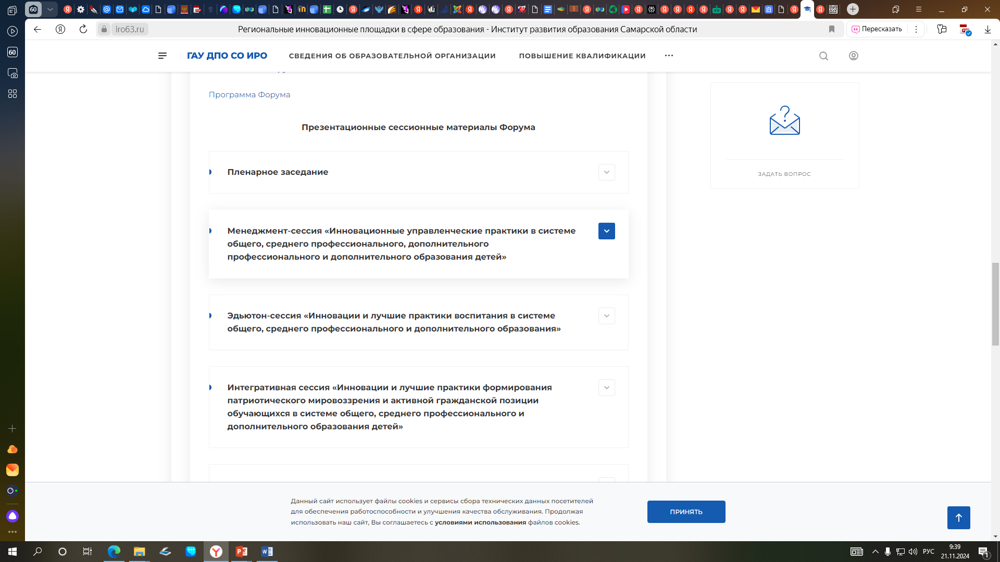 60
iro63.ru
Региональные инновационные площадки в сфере образования - Институт развития образования Самарской области
Пересказать
60
ГАУ ДПО СО ИРО
СВЕДЕНИЯ ОБ ОБРАЗОВАТЕЛЬНОЙ ОРГАНИЗАЦИИ
ПОВЫШЕНИЕ КВАЛИФИКАЦИИ
Программа Форума
Презентационные сессионные материалы Форума
Пленарное заседание
Менеджмент-сессия «Инновационные управленческие практики в системе
общего, среднего профессионального, дополнительного
профессионального и дополнительного образования детей»
Эдьютон-сессия «Инновации и лучшие практики воспитания в системе
общего, среднего профессионального и дополнительного образования»
Интегративная сессия «Инновации и лучшие практики формирования
патриотического мировоззрения и активной гражданской позиции
обучающихся в системе общего, среднего профессионального и
дополнительного образования детей»
ЗАДАТЬ ВОПРОС
Данный сайт использует файлы cookies и сервисы сбора технических данных посетителей
для обеспечения работоспособности и улучшения качества обслуживания. Продолжая
использовать наш сайт, Вы соглашаетесь с условиями использования файлов cookies.
ПРИНЯТЬ
РУС
9:39
21.11.2024
1